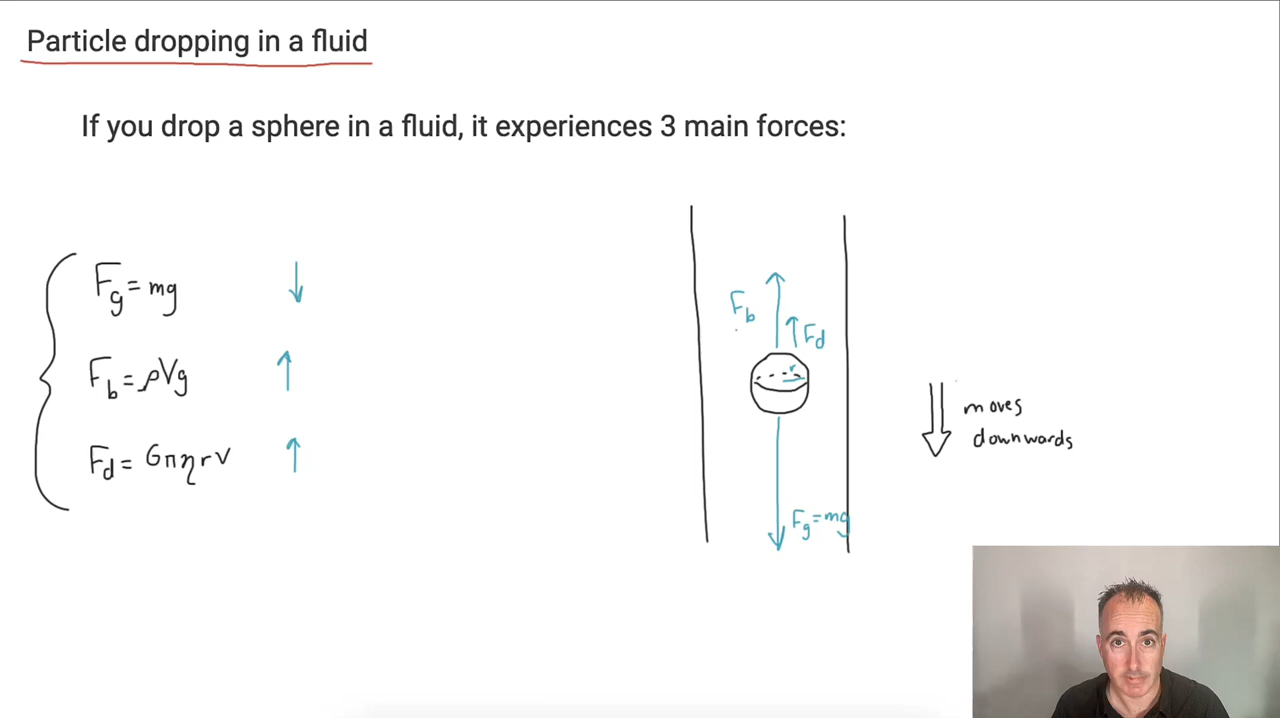 Particle dropping in a fluid
If you drop a sphere in a fluid, it experiences 3 main forces:
Fg = mg ↓
Fb = ρVg ↑
Fd = 6πηrv ↑
Fb
Fd
r
Fg = mg
moves
downwards